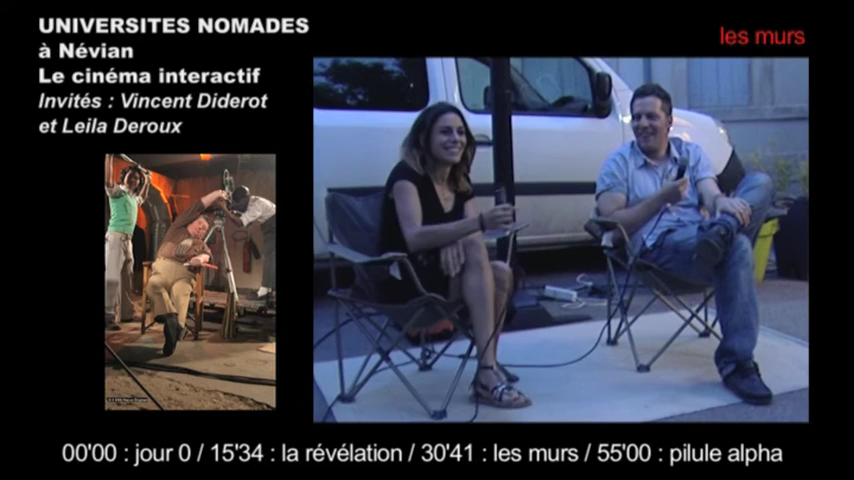 UNIVERSITES NOMADES
à Névian
Le cinéma interactif
Invités : Vincent Diderot
et Leila Deroux
les murs
00'00 : jour 0 / 15'34 : la révélation / 30'41 : les murs / 55'00 : pilule alpha